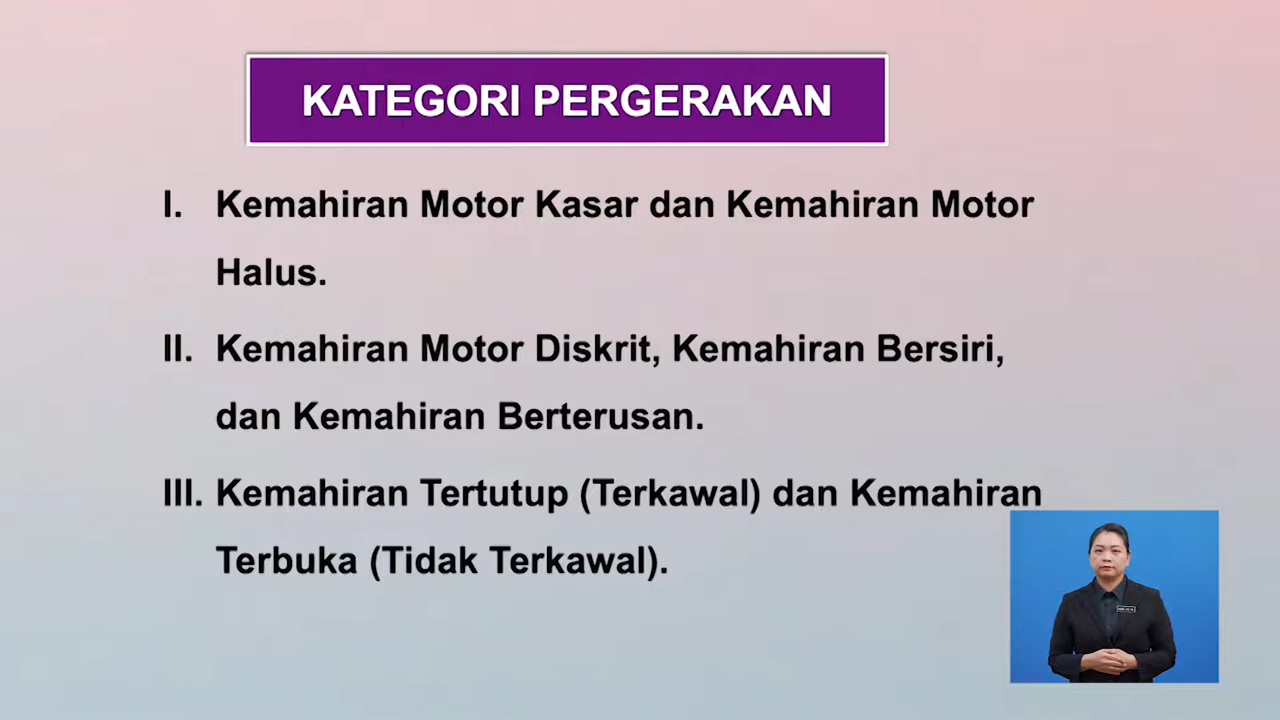 KATEGORI PERGERAKAN
I. Kemahiran Motor Kasar dan Kemahiran Motor
Halus.
II. Kemahiran Motor Diskrit, Kemahiran Bersiri,
dan Kemahiran Berterusan.
III. Kemahiran Tertutup (Terkawal) dan Kemahiran
Terbuka (Tidak Terkawal).